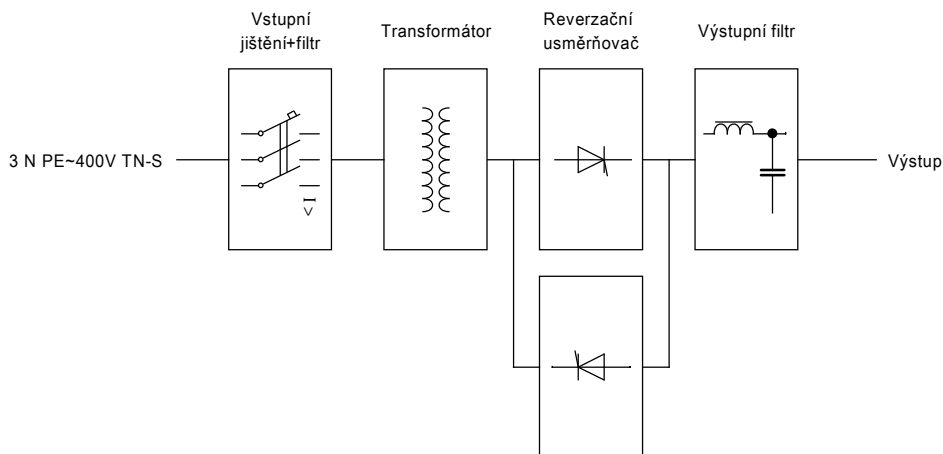 Vstupní
jištění+filtr
Transformátor
Reverzační
usměrňovač
Výstupní filtr
3 N PE~400V TN-S
I>
Výstup